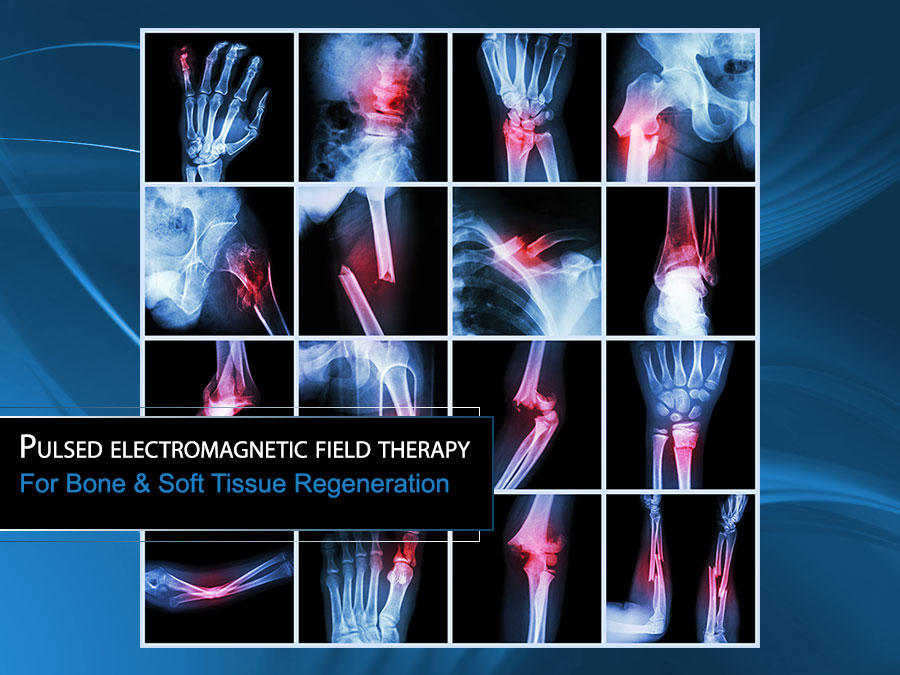 Pulsed electromagnetic field therapy
For Bone & Soft Tissue Regeneration